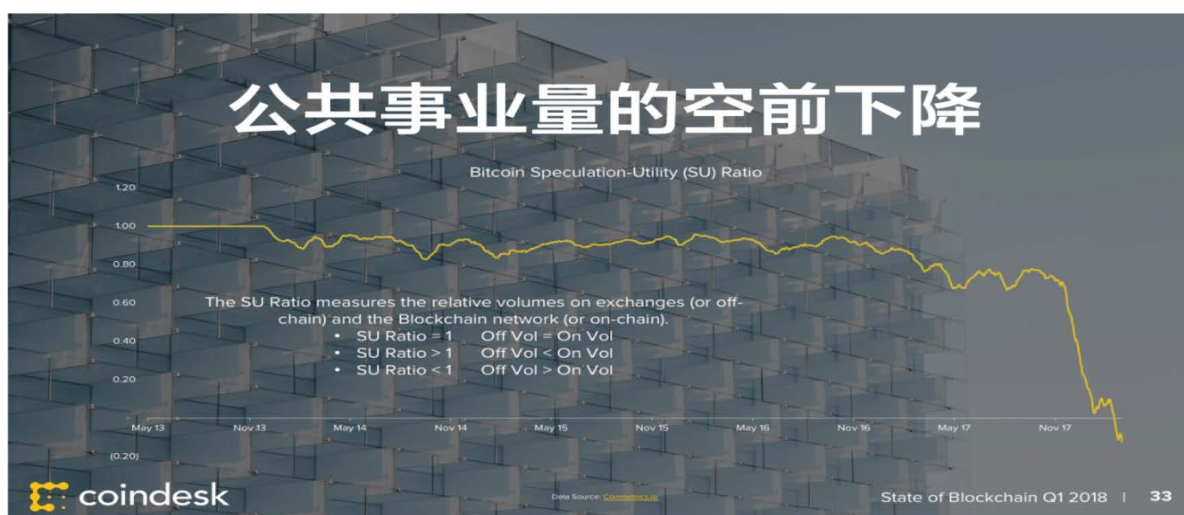 公共事业量的空前下降
Bitcoin Speculation-Utility (SU) Ratio
1.20
1.00
0.80
0.60
0.40
0.20
-
(0.20)
The SU Ratio measures the relative volumes on exchanges (or off-
chain) and the Blockchain network (or on-chain).
• SU Ratio = 1 Off Vol = On Vol
• SU Ratio > 1 Off Vol < On Vol
• SU Ratio < 1 Off Vol > On Vol
May 13 Nov 13 May 14 Nov 14 May 15 Nov 15 May 16 Nov 16 May 17 Nov 17
coindesk
Data Source:
State of Blockchain Q1 2018 | 33